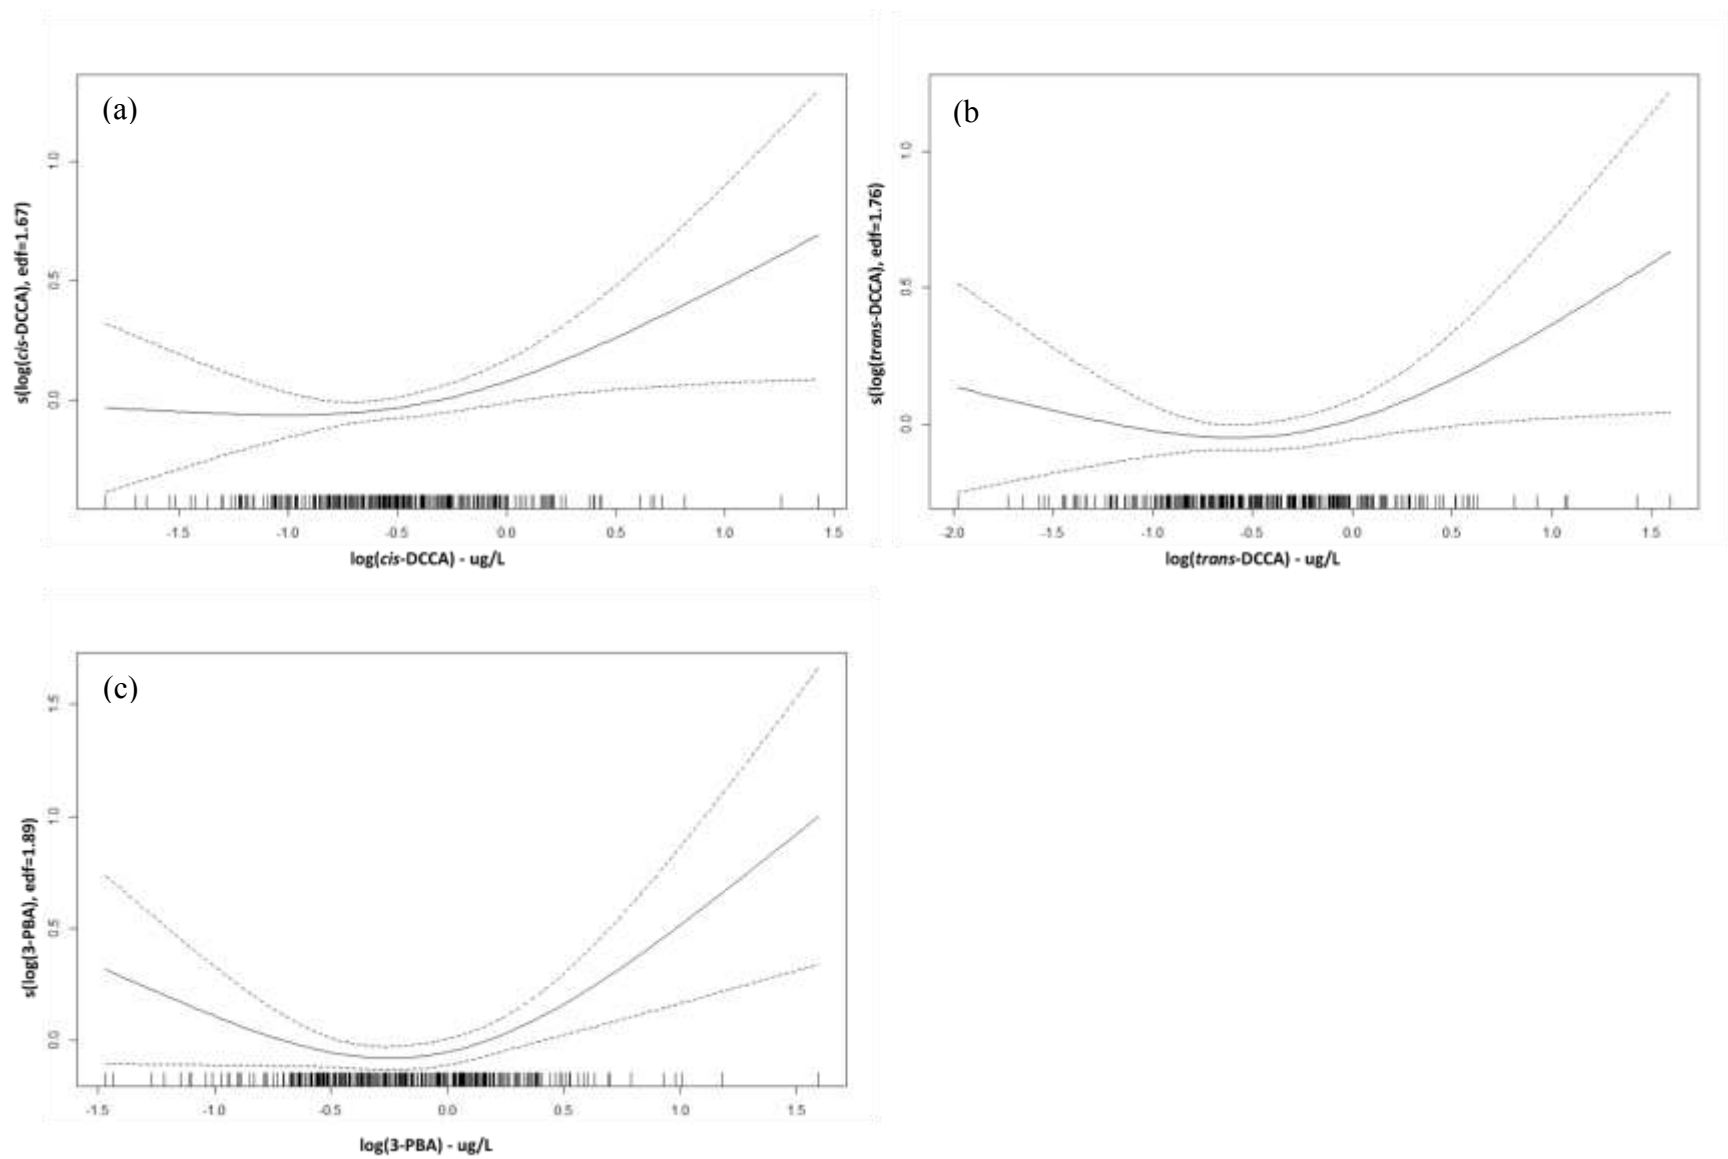 (a)
s(log(cis-DCCA), edf=1.67)
1.0
0.5
0.0
-1.5 -1.0 -0.5 0.0 0.5 1.0 1.5
log(cis-DCCA) - ug/L
(b
s(log(trans-DCCA), edf=1.76)
1.0
0.5
0.0
-2.0 -1.5 -1.0 -0.5 0.0 0.5 1.0 1.5
log(trans-DCCA) - ug/L
(c)
s(log(3-PBA), edf=1.89)
1.5
1.0
0.5
0.0
-1.5 -1.0 -0.5 0.0 0.5 1.0 1.5
log(3-PBA) - ug/L